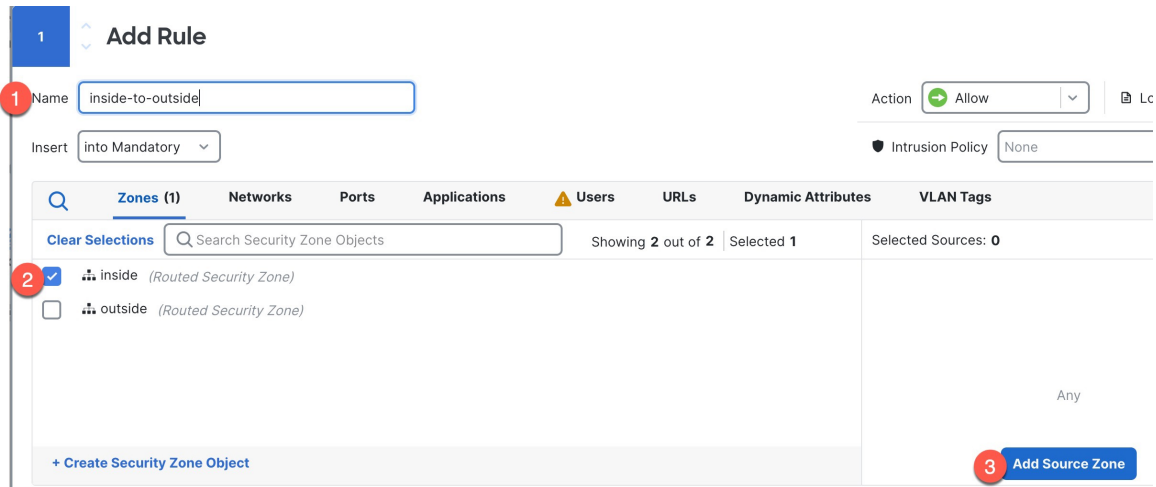 1 Add Rule
1 Name inside-to-outside Action Allow Lo
Insert into Mandatory Intrusion Policy None
Zones (1) Networks Ports Applications Users URLs Dynamic Attributes VLAN Tags
Clear Selections Search Security Zone Objects Showing 2 out of 2 Selected 1 Selected Sources: 0
2 inside (Routed Security Zone)
outside (Routed Security Zone)
Any
+ Create Security Zone Object 3 Add Source Zone